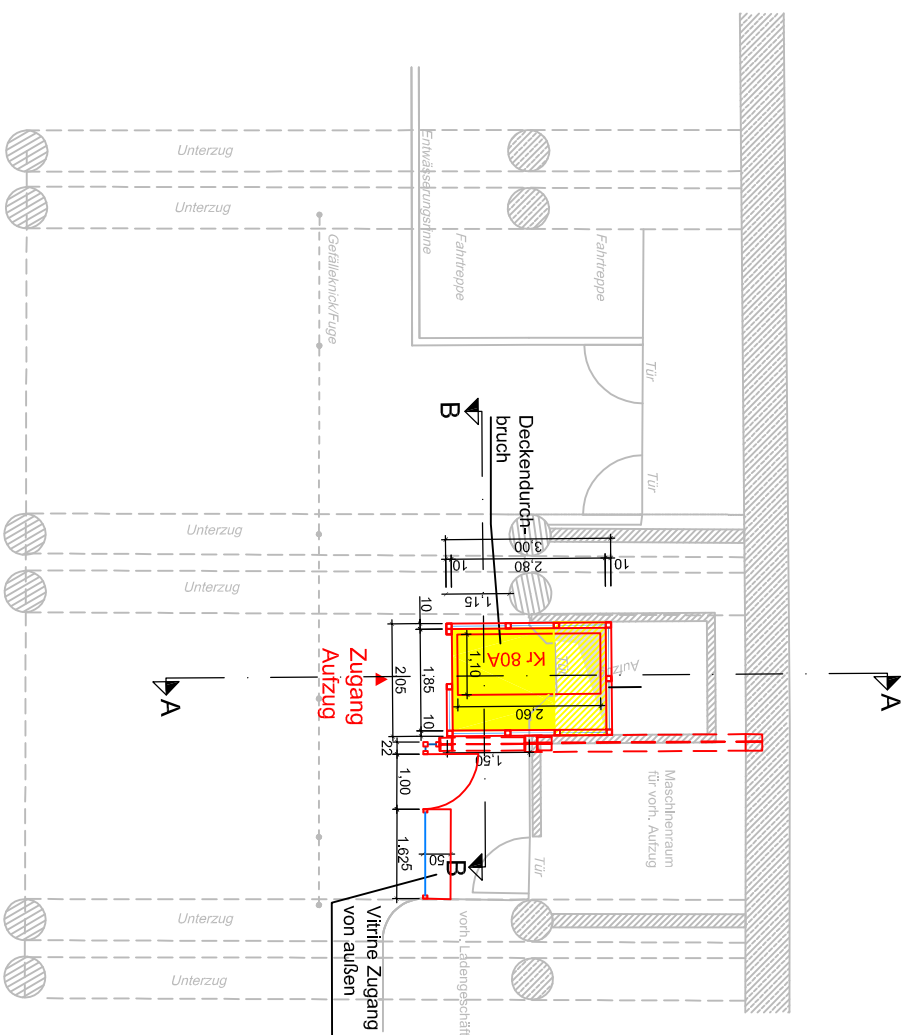 Unterzug
Unterzug
Entwässerungsrinne
Fahrtreppe
Fahrtreppe
Gefälleknick/Fuge
Tür
Tür
B
Deckendurch-
bruch
Unterzug
Unterzug
3,00
2,80
10
10
1,15
10
1,85
10
2,05
22
1,10
2,60
Kr 80A
Tür
Aufzug
Zugang
Aufzug
A
A
1,50
1,00
1,625
50
B
Tür
Maschinenraum
für vorh. Aufzug
vorh. Ladengeschäft
Vitrine Zugang
von außen
Unterzug
Unterzug